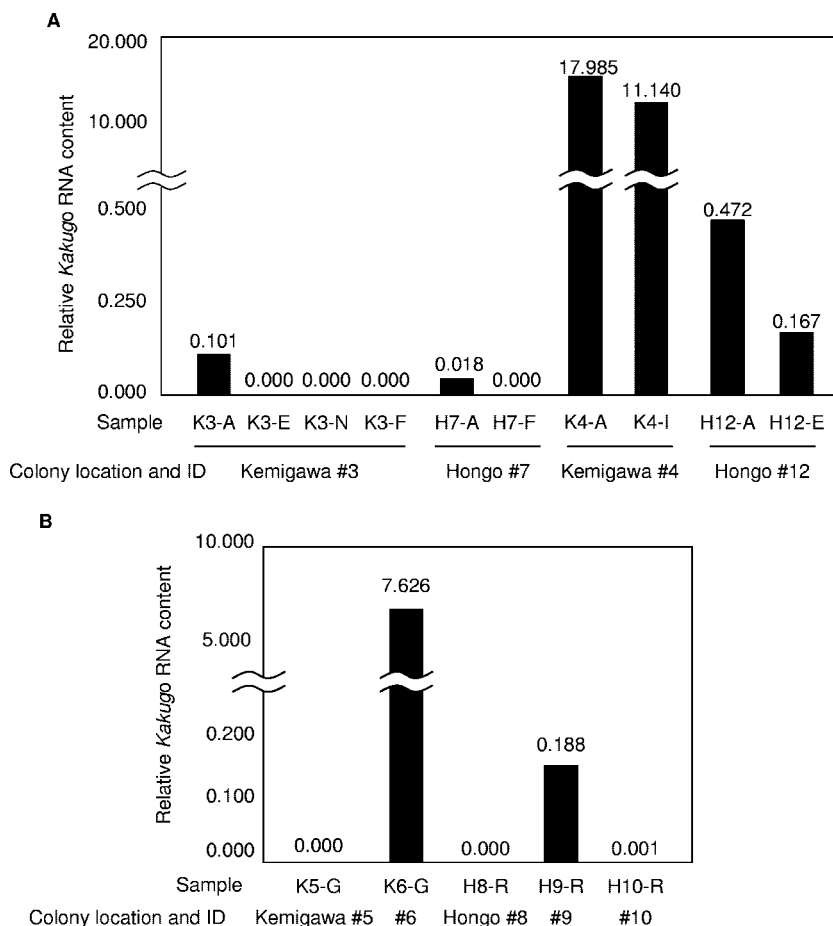 A
20.000
17.985
11.140
10.000
Relative Kakugo RNA content
0.500
0.472
0.250
0.167
0.101
0.018
0.000 0.000 0.000 0.000
0.000
Sample K3-A K3-E K3-N K3-F H7-A H7-F K4-A K4-I H12-A H12-E
Colony location and ID Kemigawa #3 Hongo #7 Kemigawa #4 Hongo #12
B
10.000
7.626
5.000
Relative Kakugo RNA content
0.200
0.188
0.100
0.000 0.000 0.001
0.000
Sample K5-G K6-G H8-R H9-R H10-R
Colony location and ID Kemigawa #5 #6 Hongo #8 #9 #10